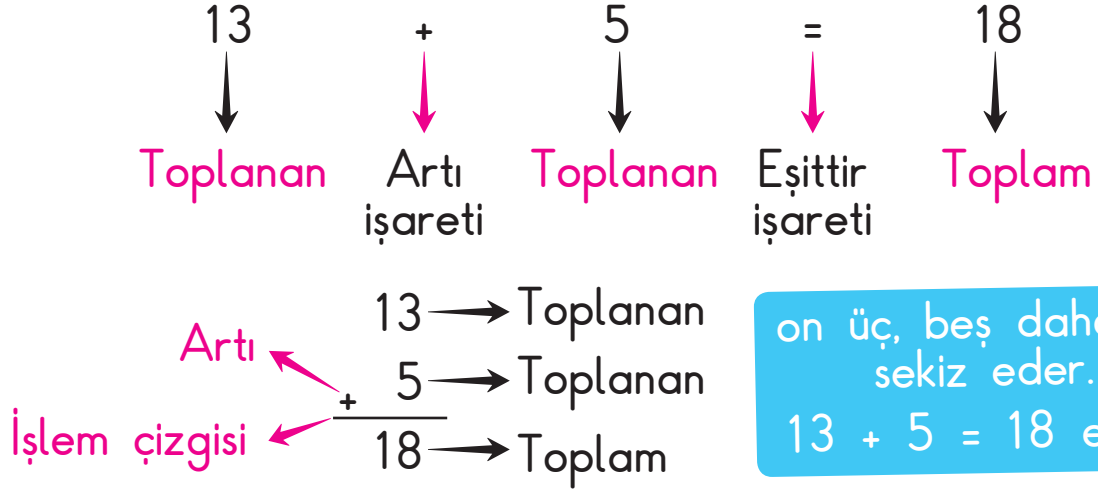 13 + 5 = 18
Toplanan Artı işareti Toplanan Eşittir işareti Toplam
13 Toplanan
Artı
5 Toplanan
+
İşlem çizgisi
18 Toplam
on üç, beş daha
sekiz eder.
13 + 5 = 18